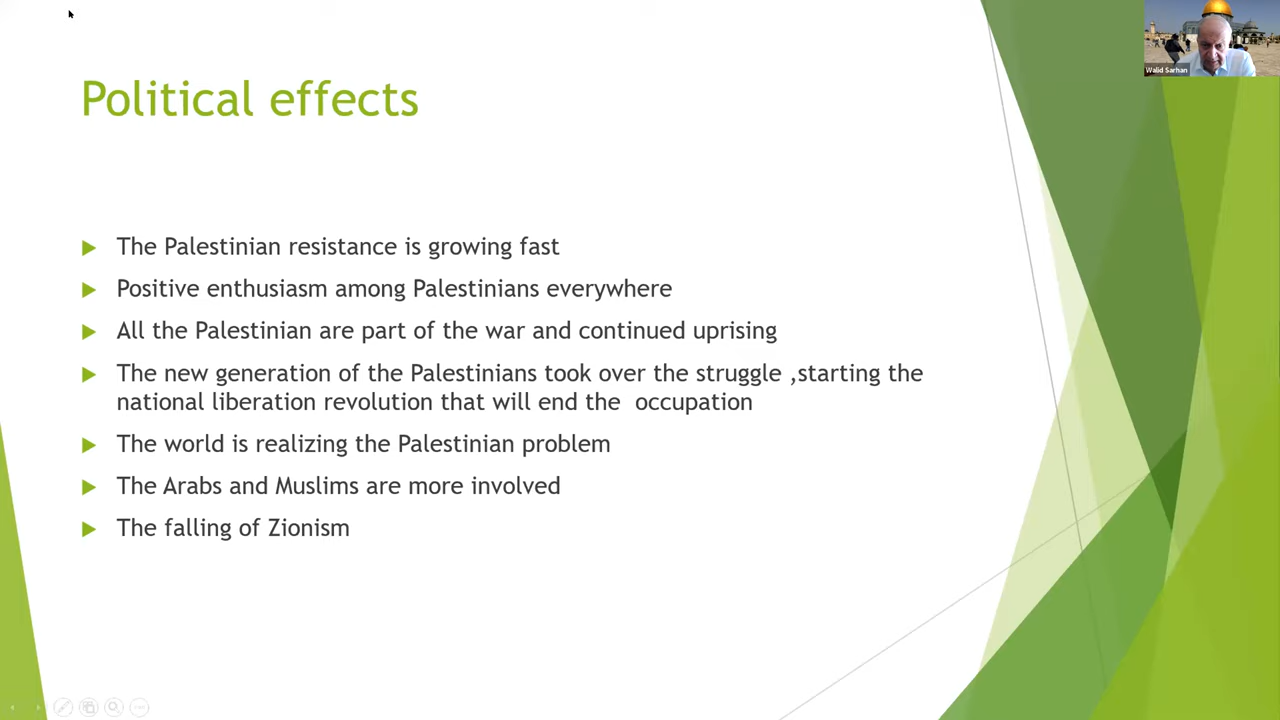 Walid Sarhan
Political effects
The Palestinian resistance is growing fast
Positive enthusiasm among Palestinians everywhere
All the Palestinian are part of the war and continued uprising
The new generation of the Palestinians took over the struggle ,starting the
national liberation revolution that will end the  occupation
The world is realizing the Palestinian problem
The Arabs and Muslims are more involved
The falling of Zionism